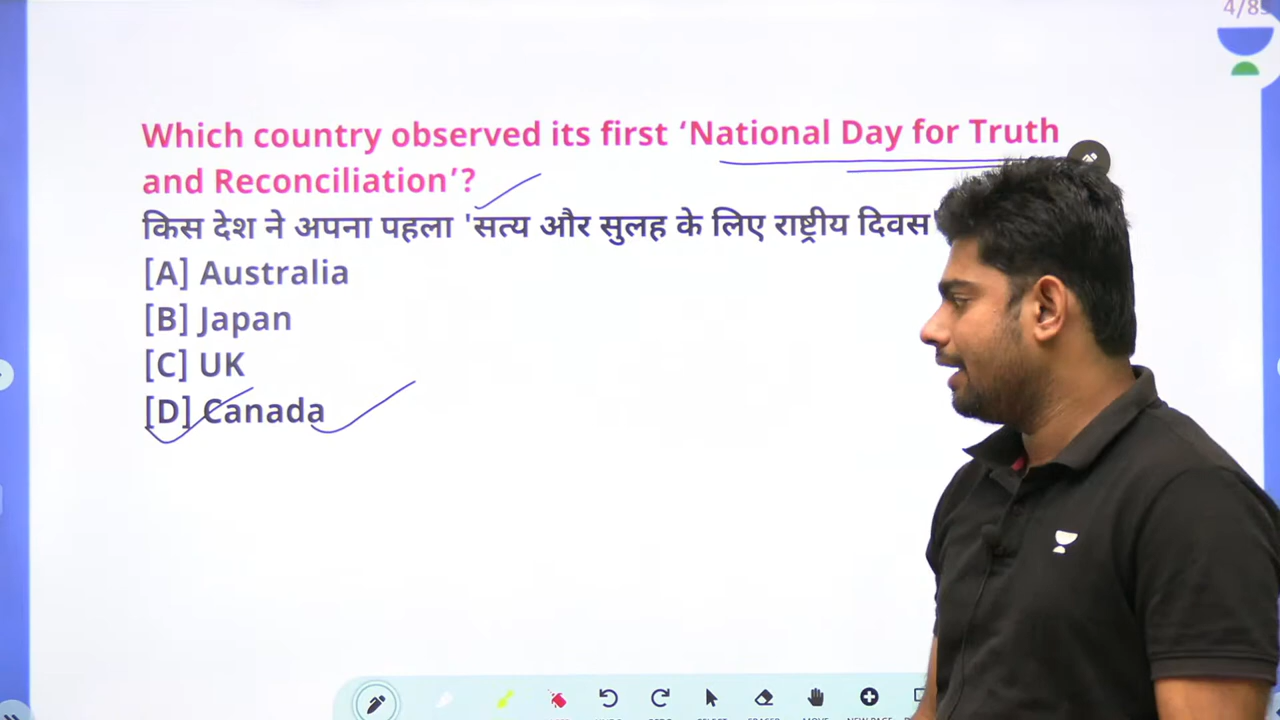 4/8
Which country observed its first ‘National Day for Truth
and Reconciliation’?
किस देश ने अपना पहला 'सत्य और सुलह के लिए राष्ट्रीय दिवस
[A] Australia
[B] Japan
[C] UK
[D] Canada